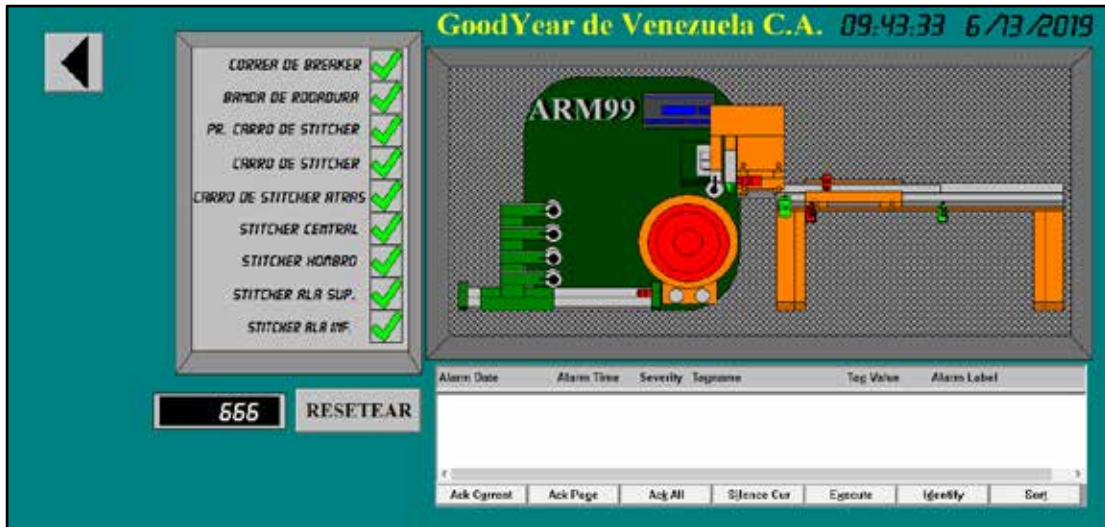 GoodYear de Venezuela C.A. 09:43:33 6/13/2019
CORREA DE BREAKER
BANDA DE RODADURA
PR. CARRO DE STITCHER
CARRO DE STITCHER
CARRO DE STITCHER ATRAS
STITCHER CENTRAL
STITCHER HOMBRO
STITCHER ALA SUP.
STITCHER ALA INF.
ARM99
666 RESETEAR
Alarm Date Alarm Time Severity Tagname Tag Value Alarm Label
Ack Current Ack Page Ack All Silence Cur Execute Identify Sort